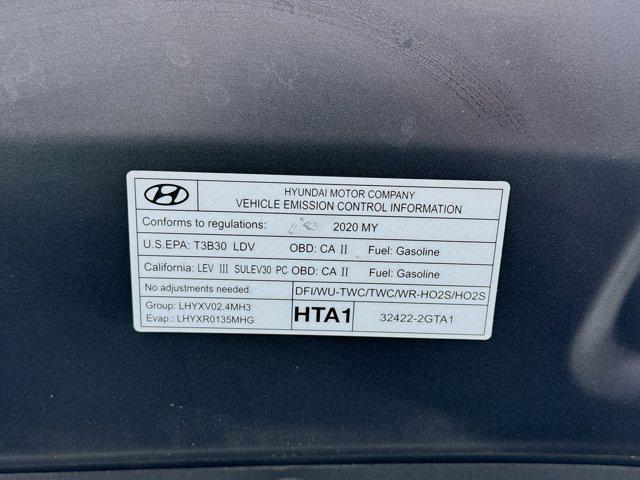 HYUNDAI MOTOR COMPANY
VEHICLE EMISSION CONTROL INFORMATION
Conforms to regulations: 2020 MY
U.S.EPA: T3B30 LDV OBD: CA II Fuel: Gasoline
California: LEV III SULEV30 PC OBD: CA II Fuel: Gasoline
No adjustments needed. DFI/WU-TWC/TWC/WR-HO2S/HO2S
Group: LHYXV02.4MH3
Evap.: LHYXR0135MHG
HTA1 32422-2GTA1